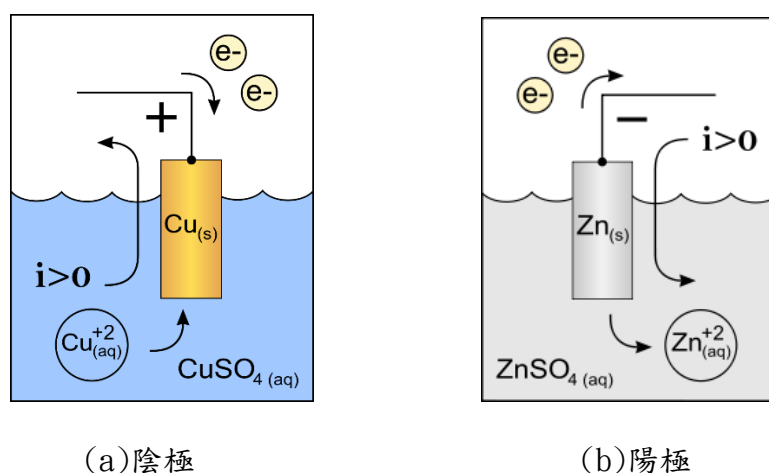 e-
e-
+
Cu(s)
i>0
Cu+2(aq)
CuSO4 (aq)
(a)陰極
e-
e-
−
i>0
Zn(s)
Zn+2(aq)
ZnSO4 (aq)
(b)陽極